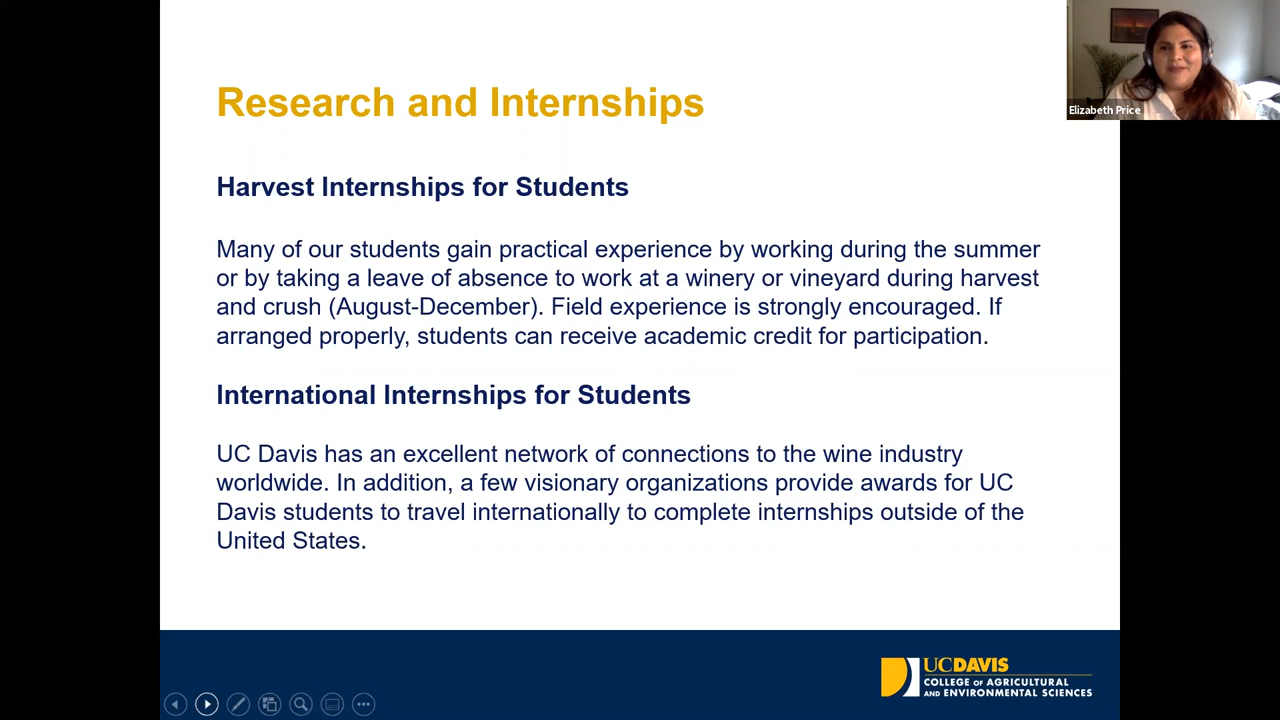 Research and Internships
Elizabeth Price
Harvest Internships for Students
Many of our students gain practical experience by working during the summer
or by taking a leave of absence to work at a winery or vineyard during harvest
and crush (August-December). Field experience is strongly encouraged. If
arranged properly, students can receive academic credit for participation.
International Internships for Students
UC Davis has an excellent network of connections to the wine industry
worldwide. In addition, a few visionary organizations provide awards for UC
Davis students to travel internationally to complete internships outside of the
United States.
UCDAVIS
COLLEGE OF AGRICULTURAL
AND ENVIRONMENTAL SCIENCES